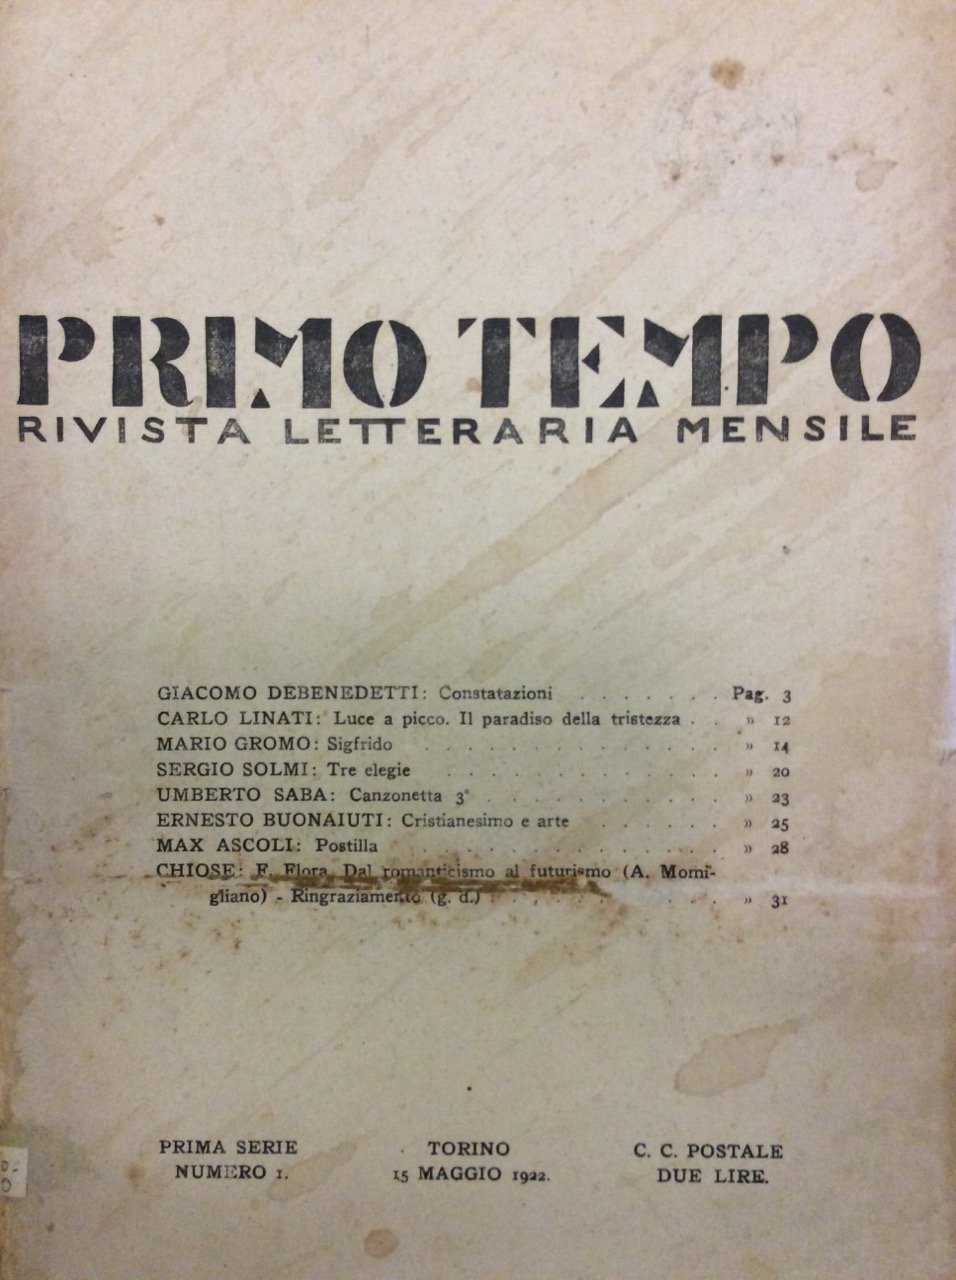 PRIMO TEMPO
RIVISTA LETTERARIA MENSILE
GIACOMO DEBENEDETTI: Constatazioni . . . . . . . Pag. 3
CARLO LINATI: Luce a picco. Il paradiso della tristezza . . » 12
MARIO GROMO: Sigfrido . . . . . . . . . . . . . » 14
SERGIO SOLMI: Tre elegie . . . . . . . . . . . . » 20
UMBERTO SABA: Canzonetta 3ª . . . . . . . . . . » 23
ERNESTO BUONAIUTI: Cristianesimo e arte . . . . . . » 25
MAX ASCOLI: Postilla . . . . . . . . . . . . . » 28
CHIOSE: F. Flora, Dal romanticismo al futurismo (A. Momi-
gliano) - Ringraziamento (g. d.) . . . . . . . . » 31
PRIMA SERIE TORINO C. C. POSTALE
NUMERO 1. 15 MAGGIO 1922. DUE LIRE.